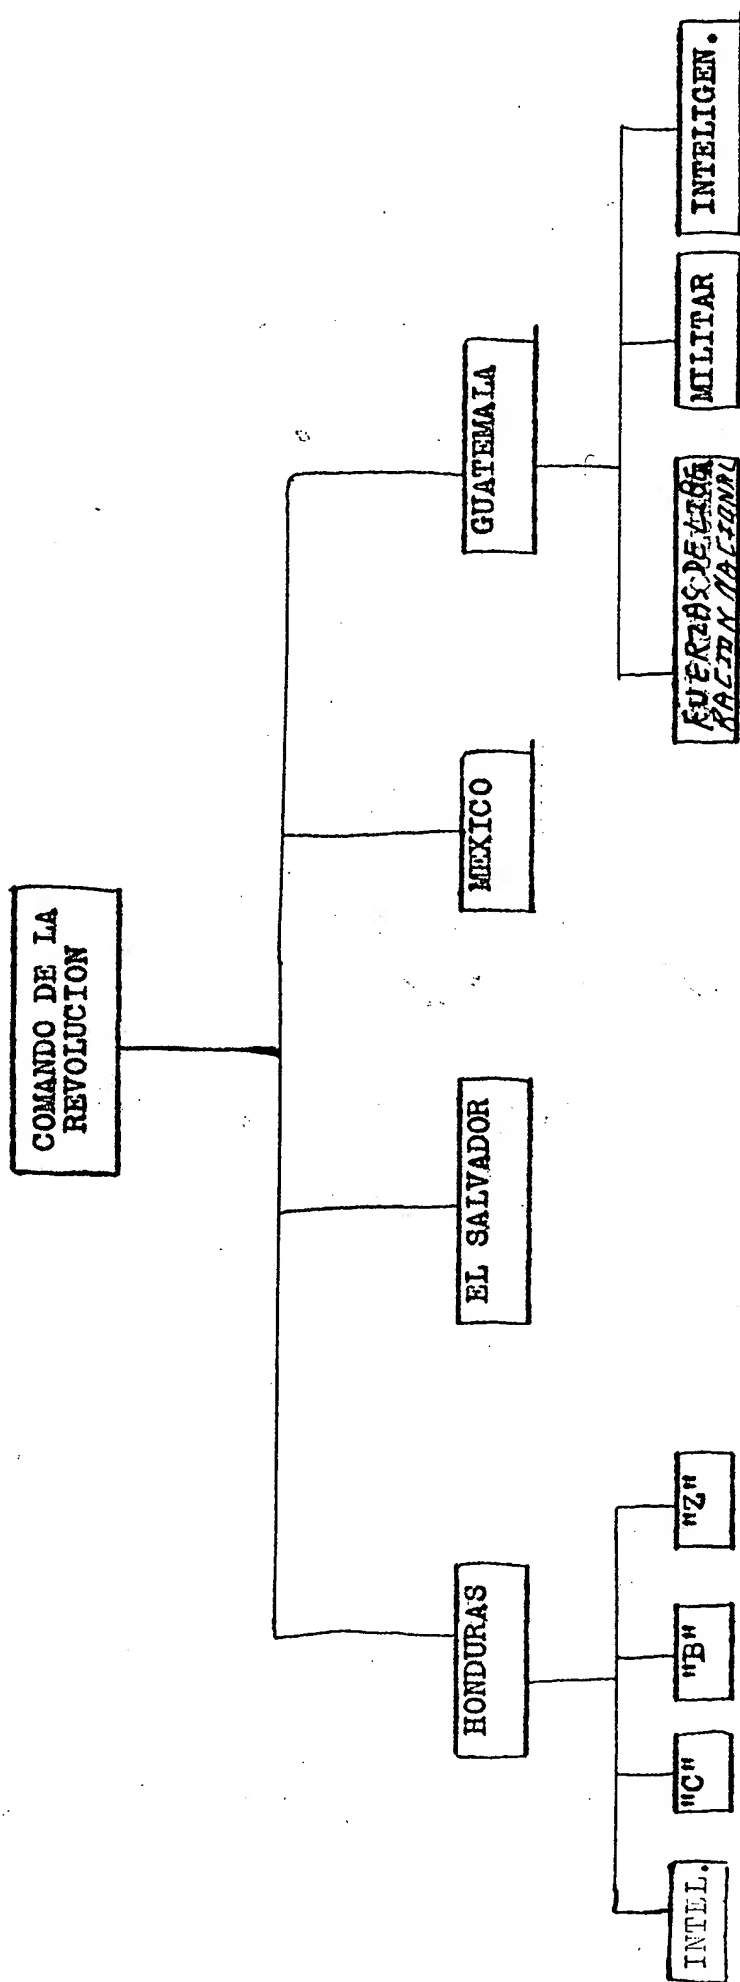 COMANDO DE LA
REVOLUCION
HONDURAS
EL SALVADOR
MEXICO
GUATEMALA
INTEL.
"C"
"B"
"Z"
FUERZAS DE LIBE
RACION NACIONAL
MILITAR
INTELIGEN.